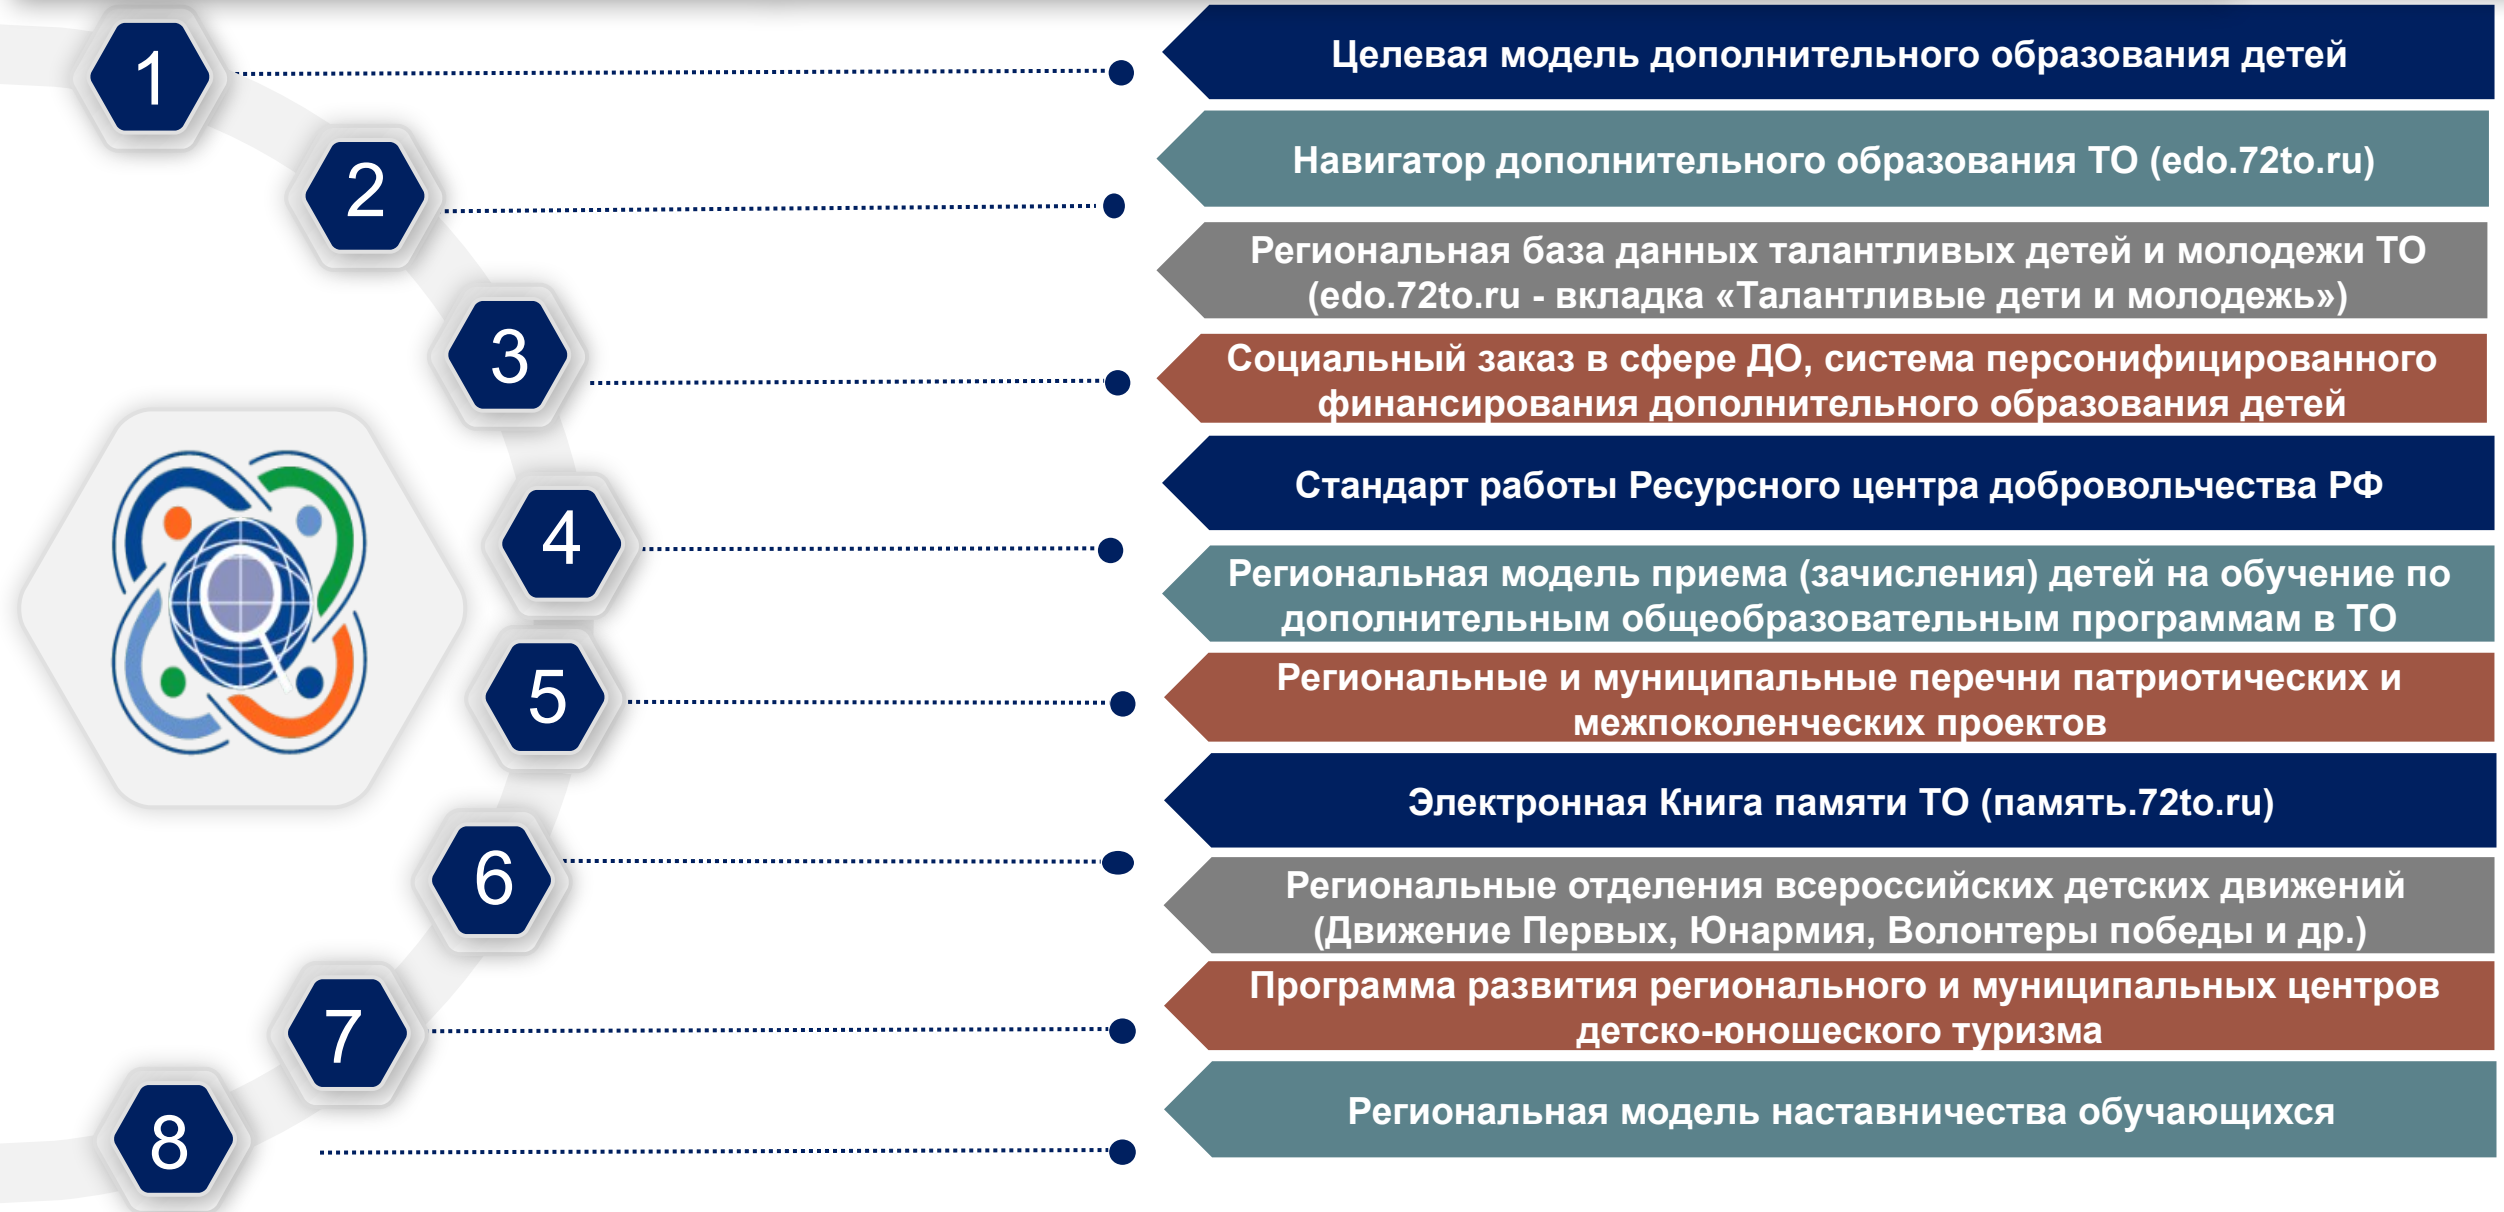 1
Целевая модель дополнительного образования детей
2
Навигатор дополнительного образования ТО (edo.72to.ru)
Региональная база данных талантливых детей и молодежи ТО
(edo.72to.ru - вкладка «Талантливые дети и молодежь»)
3
Социальный заказ в сфере ДО, система персонифицированного
финансирования дополнительного образования детей
Стандарт работы Ресурсного центра добровольчества РФ
4
Региональная модель приема (зачисления) детей на обучение по
дополнительным общеобразовательным программам в ТО
5
Региональные и муниципальные перечни патриотических и
межпоколенческих проектов
Электронная Книга памяти ТО (память.72to.ru)
6
Региональные отделения всероссийских детских движений
(Движение Первых, Юнармия, Волонтеры победы и др.)
7
Программа развития регионального и муниципальных центров
детско-юношеского туризма
8
Региональная модель наставничества обучающихся